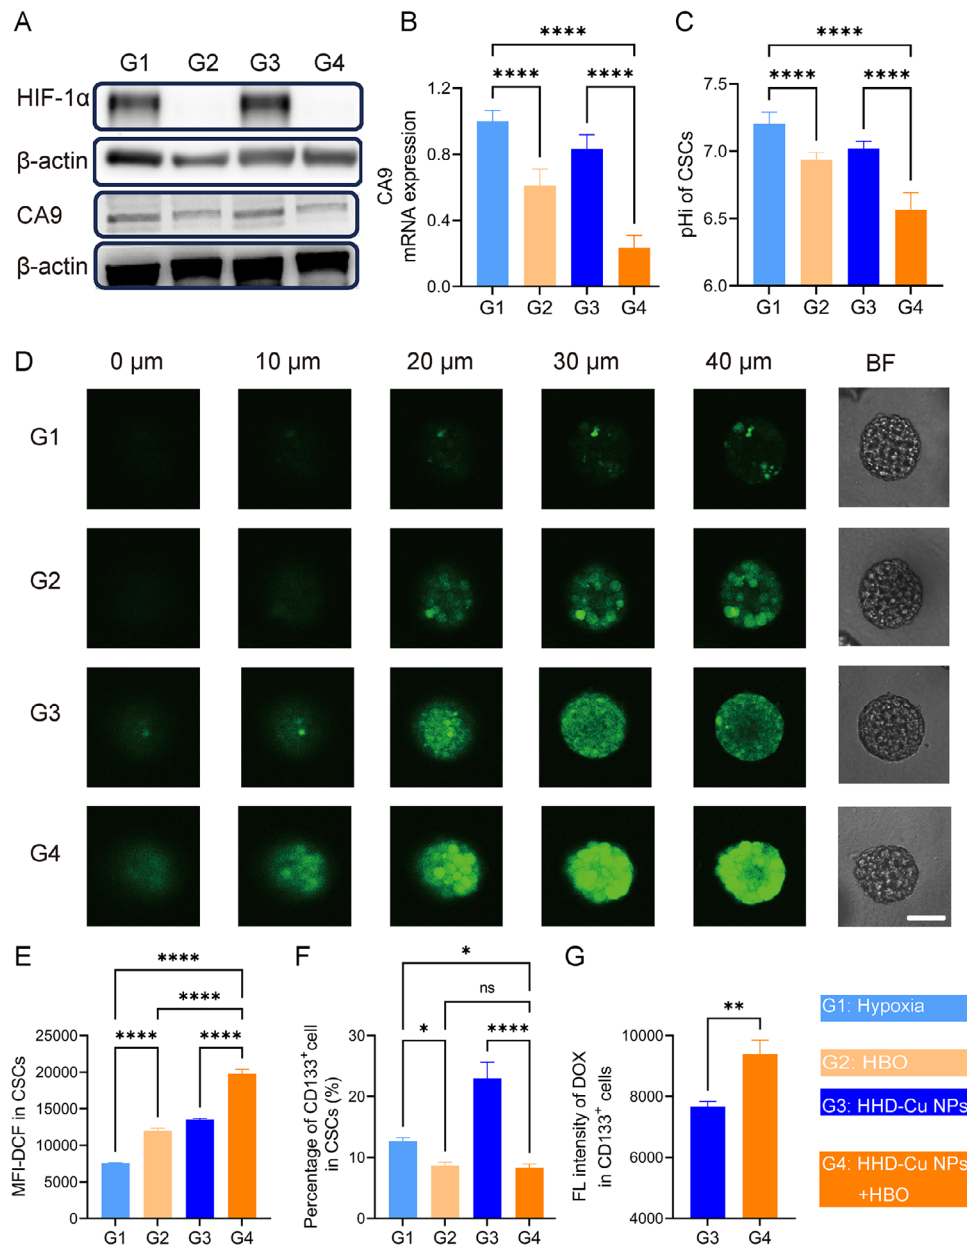 A
G1 G2 G3 G4
HIF-1α
β-actin
CA9
β-actin
B
****
**** ****
CA9
mRNA expression
1.2
0.8
0.4
0.0
G1 G2 G3 G4
C
****
**** ****
pHi of CSCs
7.5
7.0
6.5
6.0
G1 G2 G3 G4
D
0 µm 10 µm 20 µm 30 µm 40 µm BF
G1
G2
G3
G4
E
****
****
**** ****
MFI-DCF in CSCs
25000
20000
15000
10000
5000
0
G1 G2 G3 G4
F
*
ns
* ****
Percentage of CD133+cell
in CSCs (%)
30
20
10
0
G1 G2 G3 G4
G
**
FL intensity of DOX
in CD133+ cells
10000
8000
6000
4000
G3 G4
G1: Hypoxia
G2: HBO
G3: HHD-Cu NPs
G4: HHD-Cu NPs
+HBO